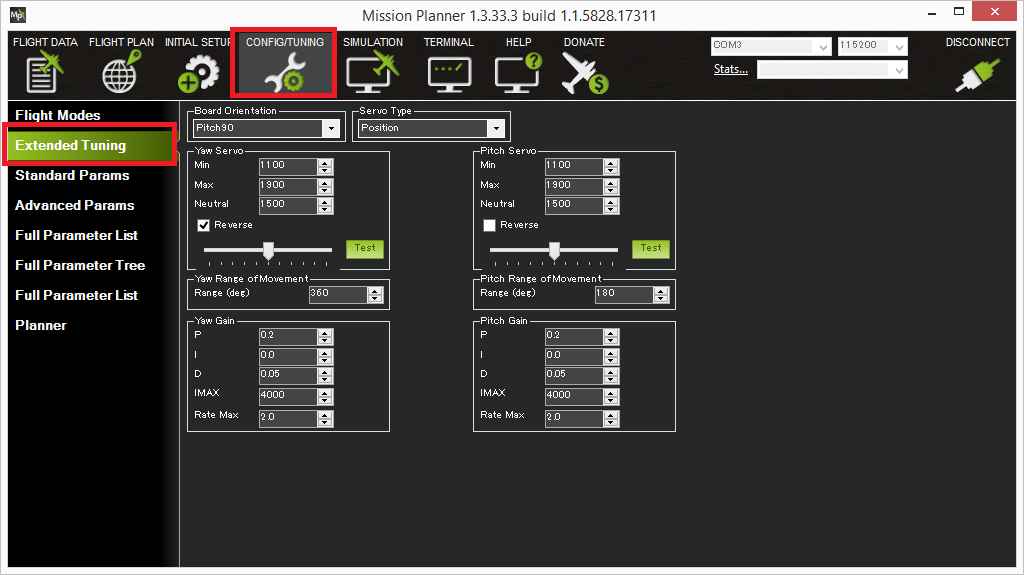 Mp
Mission Planner 1.3.33.3 build 1.1.5828.17311
FLIGHT DATA FLIGHT PLAN INITIAL SETUP CONFIG/TUNING SIMULATION TERMINAL HELP DONATE COM3 115200 DISCONNECT
Stats...
Flight Modes
Extended Tuning
Standard Params
Advanced Params
Full Parameter List
Full Parameter Tree
Full Parameter List
Planner
Board Orientation
Pitch90
Servo Type
Position
Yaw Servo
Min 1100
Max 1900
Neutral 1500
Reverse
Test
Pitch Servo
Min 1100
Max 1900
Neutral 1500
Reverse
Test
Yaw Range of Movement
Range (deg) 360
Pitch Range of Movement
Range (deg) 180
Yaw Gain
P 0.2
I 0.0
D 0.05
IMAX 4000
Rate Max 2.0
Pitch Gain
P 0.2
I 0.0
D 0.05
IMAX 4000
Rate Max 2.0